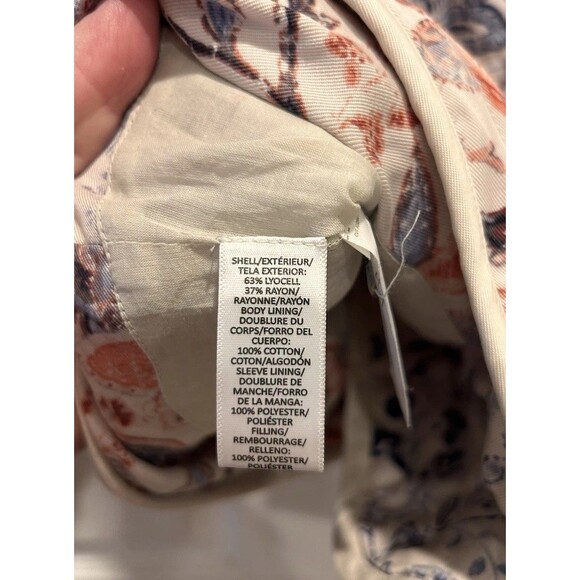 SHELL/EXTÉRIEUR/
TELA EXTERIOR:
63% LYOCELL
37% RAYON/
RAYONNE/RAYÓN
BODY LINING/
DOUBLURE DU
CORPS/FORRO DEL
CUERPO:
100% COTTON/
COTON/ALGODÓN
SLEEVE LINING/
DOUBLURE DE
MANCHE/FORRO
DE LA MANGA:
100% POLYESTER/
POLIÉSTER
FILLING/
REMBOURRAGE/
RELLENO:
100% POLYESTER/
POLIÉSTER